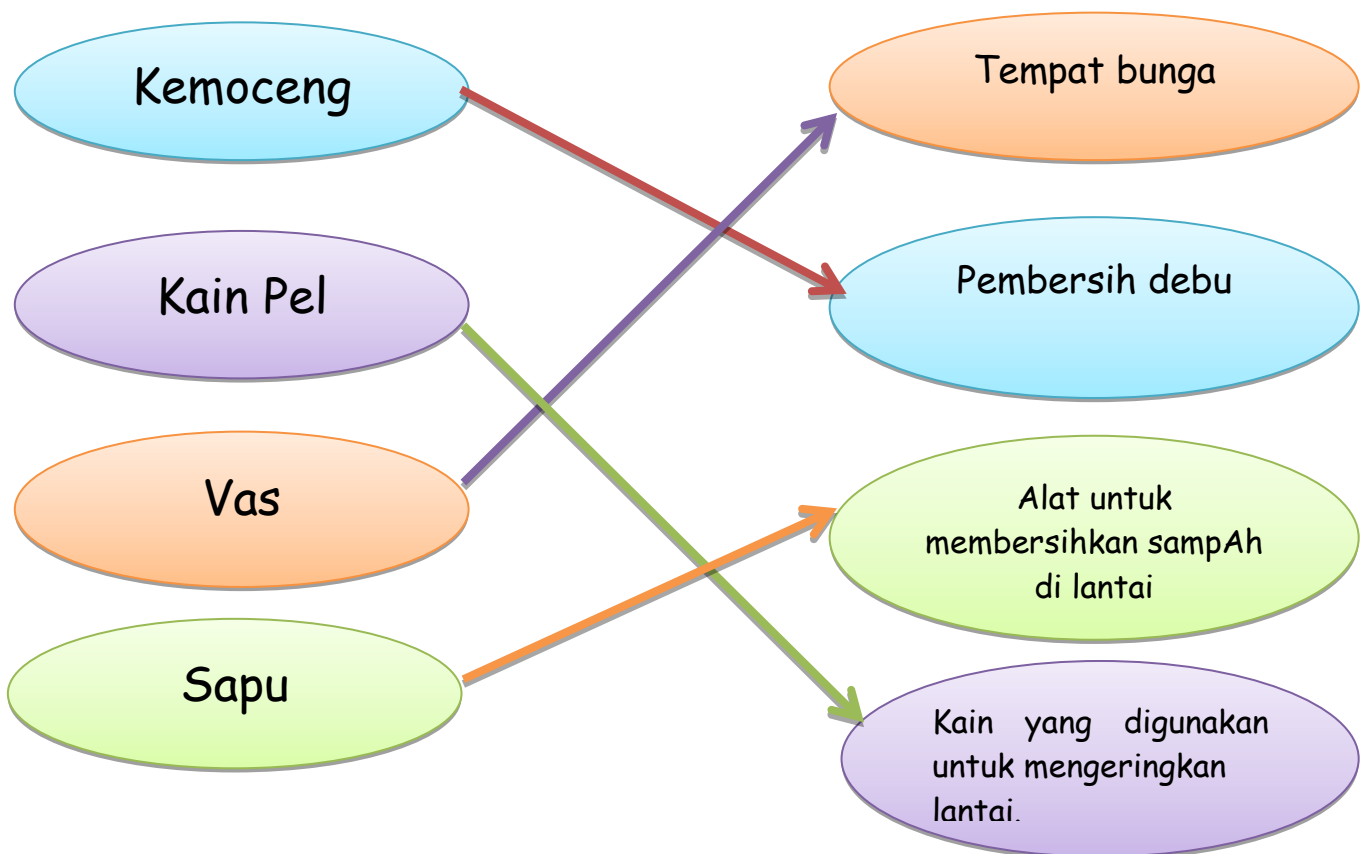 Kemoceng
Kain Pel
Vas
Sapu
Tempat bunga
Pembersih debu
Alat untuk
membersihkan sampAh
di lantai
Kain yang digunakan
untuk mengeringkan
lantai.